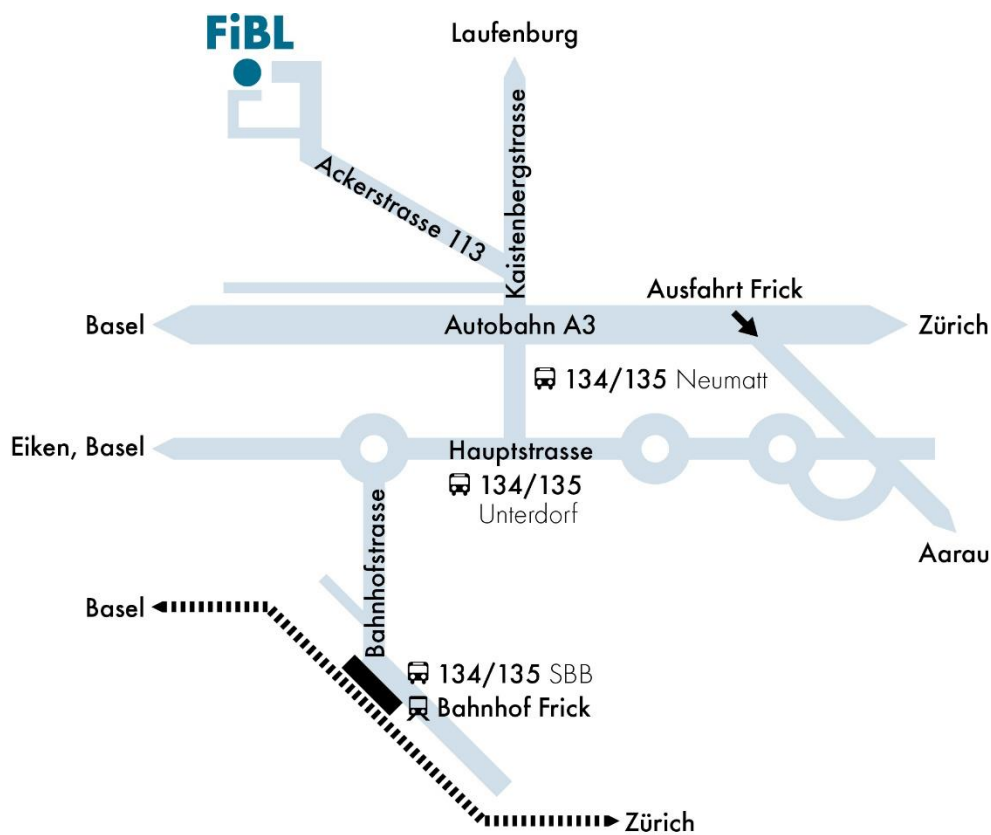 FiBL
Laufenburg
Ackerstrasse 113
Kaistenbergstrasse
Ausfahrt Frick
Basel
Autobahn A3
Zürich
134/135 Neumatt
Eiken, Basel
Hauptstrasse
134/135
Unterdorf
Bahnhofstrasse
Aarau
Basel
134/135 SBB
Bahnhof Frick
Zürich